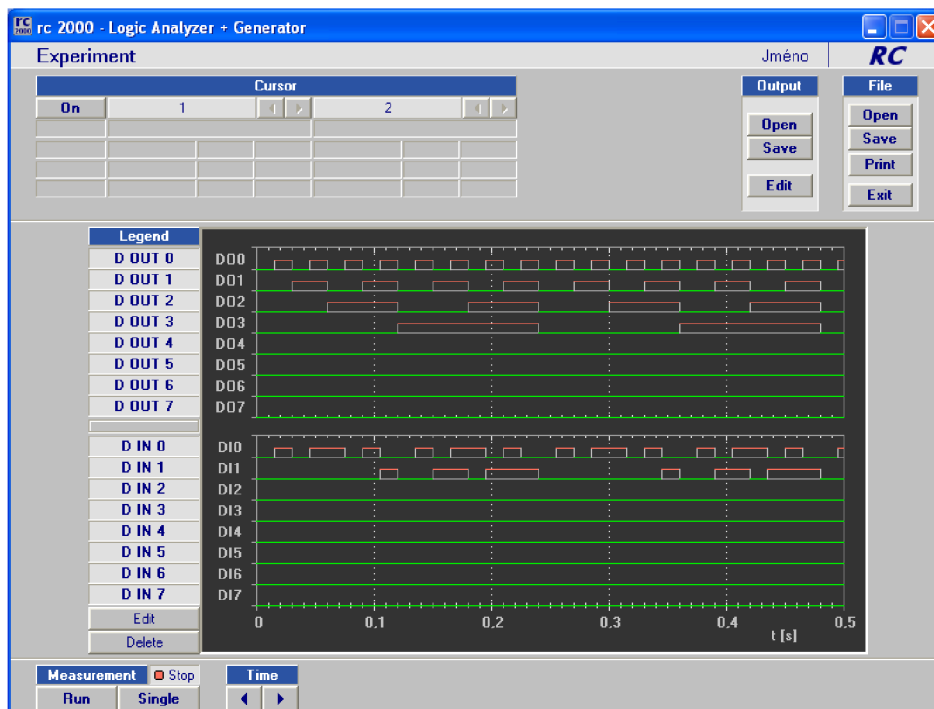 rc 2000 - Logic Analyzer + Generator
Experiment Jméno RC
Cursor Output File
On 1 2
Open Open
Save Save
Print
Edit Exit
Legend
D OUT 0 DO0
D OUT 1 DO1
D OUT 2 DO2
D OUT 3 DO3
D OUT 4 DO4
D OUT 5 DO5
D OUT 6 DO6
D OUT 7 DO7
D IN 0 DI0
D IN 1 DI1
D IN 2 DI2
D IN 3 DI3
D IN 4 DI4
D IN 5 DI5
D IN 6 DI6
D IN 7 DI7
Edit 0 0,1 0,2 0,3 0,4 0,5
Delete t [s]
Measurement Stop Time
Run Single